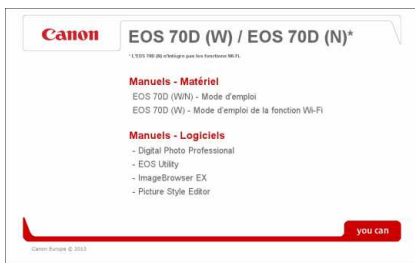 Canon
EOS 70D (W) / EOS 70D (N)*
* L'EOS 70D (N) n'intègre pas les fonctions Wi-Fi.
Manuels - Matériel
EOS 70D (W/N) - Mode d'emploi
EOS 70D (W) - Mode d'emploi de la fonction Wi-Fi
Manuels - Logiciels
- Digital Photo Professional
- EOS Utility
- ImageBrowser EX
- Picture Style Editor
you can
Canon Europe © 2013